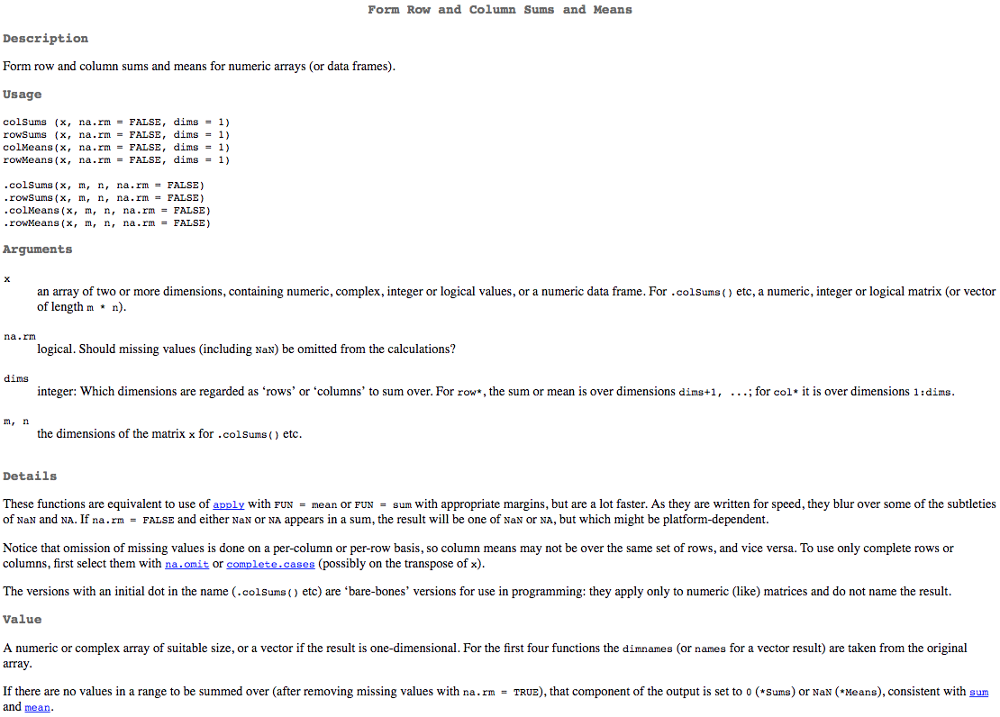 Form Row and Column Sums and Means
Description
Form row and column sums and means for numeric arrays (or data frames).
Usage
colSums (x, na.rm = FALSE, dims = 1)
rowSums (x, na.rm = FALSE, dims = 1)
colMeans(x, na.rm = FALSE, dims = 1)
rowMeans(x, na.rm = FALSE, dims = 1)
.colSums(x, m, n, na.rm = FALSE)
.rowSums(x, m, n, na.rm = FALSE)
.colMeans(x, m, n, na.rm = FALSE)
.rowMeans(x, m, n, na.rm = FALSE)
Arguments
x
an array of two or more dimensions, containing numeric, complex, integer or logical values, or a numeric data frame. For .colSums() etc, a numeric, integer or logical matrix (or vector
of length m * n).
na.rm
logical. Should missing values (including NaN) be omitted from the calculations?
dims
integer: Which dimensions are regarded as ‘rows’ or ‘columns’ to sum over. For row*, the sum or mean is over dimensions dims+1, ...; for col* it is over dimensions 1:dims.
m, n
the dimensions of the matrix x for .colSums() etc.
Details
These functions are equivalent to use of apply with FUN = mean or FUN = sum with appropriate margins, but are a lot faster. As they are written for speed, they blur over some of the subtleties
of NaN and NA. If na.rm = FALSE and either NaN or NA appears in a sum, the result will be one of NaN or NA, but which might be platform-dependent.
Notice that omission of missing values is done on a per-column or per-row basis, so column means may not be over the same set of rows, and vice versa. To use only complete rows or
columns, first select them with na.omit or complete.cases (possibly on the transpose of x).
The versions with an initial dot in the name (.colSums() etc) are ‘bare-bones’ versions for use in programming: they apply only to numeric (like) matrices and do not name the result.
Value
A numeric or complex array of suitable size, or a vector if the result is one-dimensional. For the first four functions the dimnames (or names for a vector result) are taken from the original
array.
If there are no values in a range to be summed over (after removing missing values with na.rm = TRUE), that component of the output is set to 0 (*Sums) or NaN (*Means), consistent with sum
and mean.